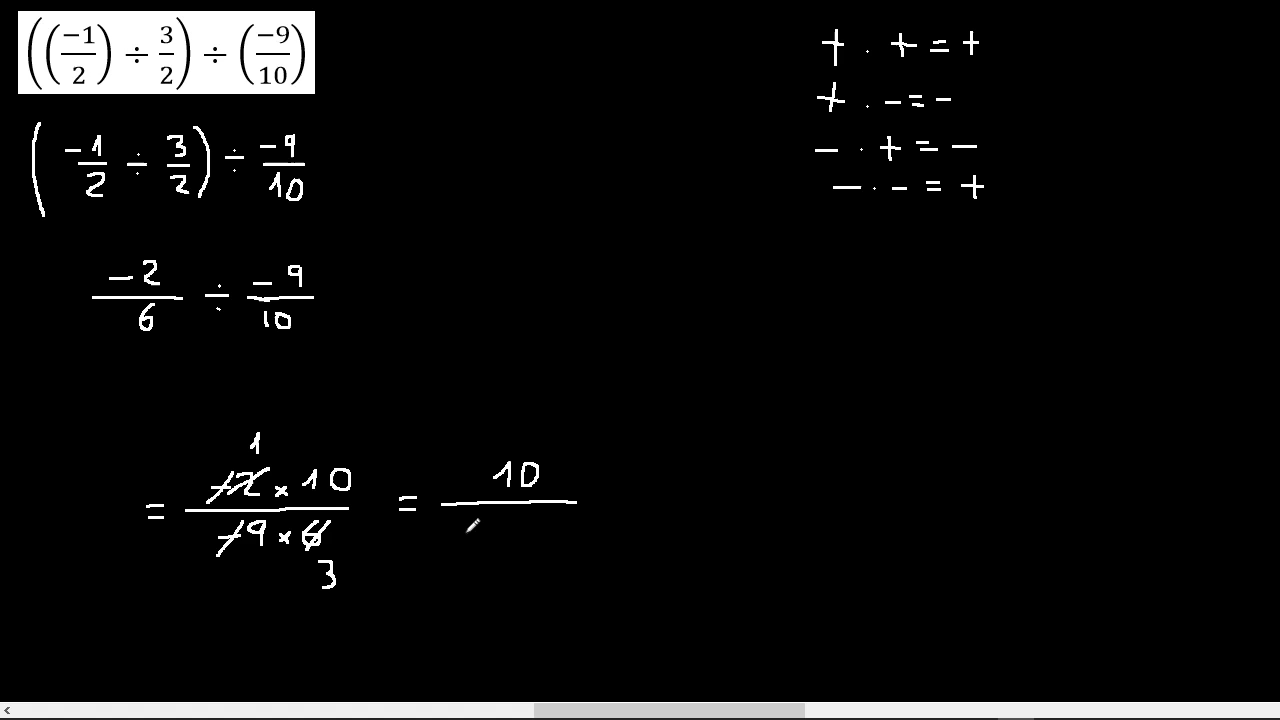 ((−1/2) ÷ 3/2) ÷ (−9/10)
+ · + = +
+ · - = -
- · + = -
- · - = +
(−1/2 ÷ 3/2) ÷ −9/10
−2/6 ÷ −9/10
1
= −2 × 10 / −9 × 6 = 10
3